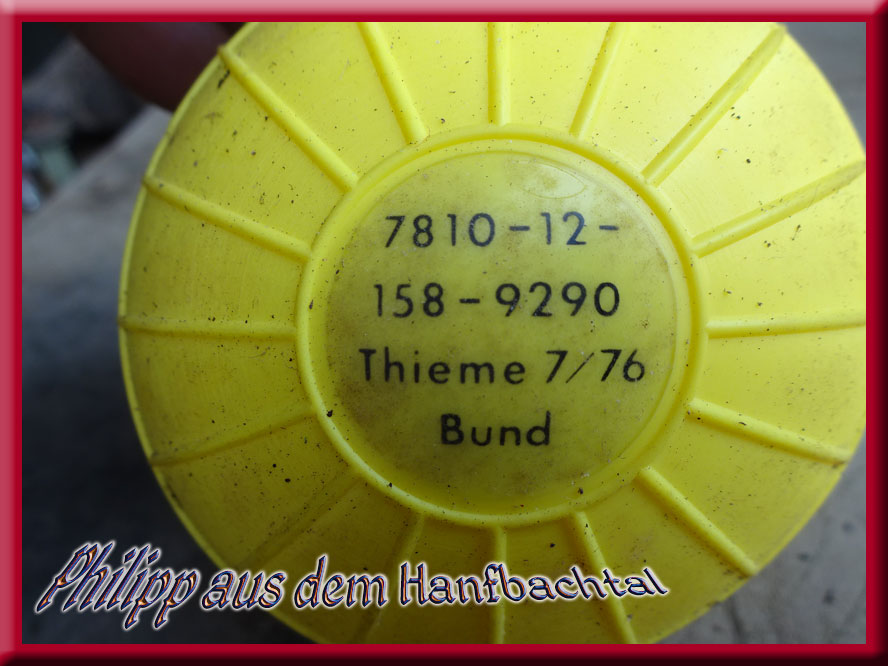 7810-12-
158-9290
Thieme 7/76
Bund
Philipp aus dem Hanfbachtal